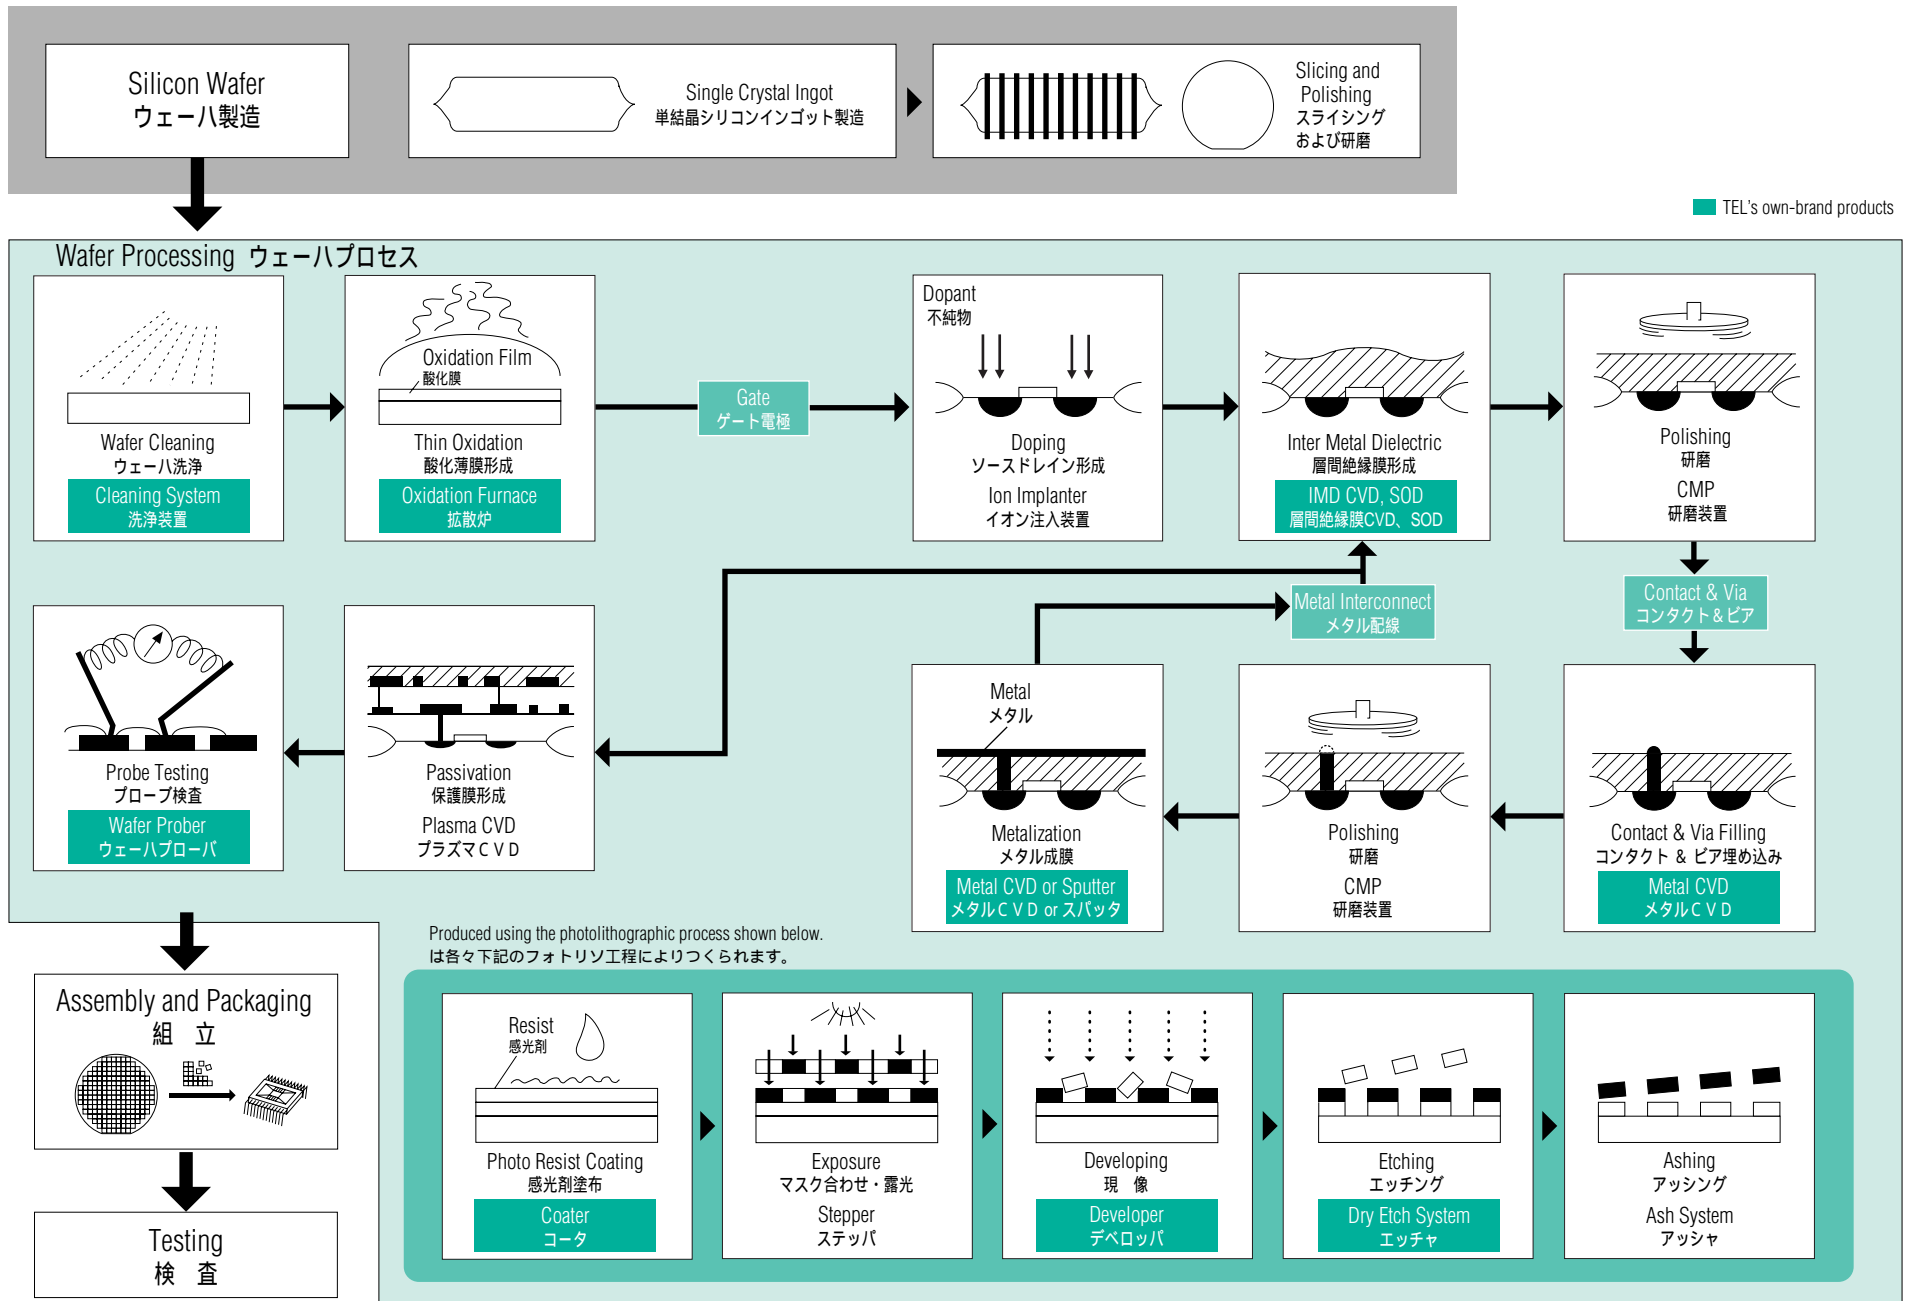 Silicon Wafer
ウェーハ製造
Single Crystal Ingot
単結晶シリコンインゴット製造
Slicing and
Polishing
スライシング
および研磨
TEL's own-brand products
Wafer Processing ウェーハプロセス
Oxidation Film
酸化膜
Wafer Cleaning
ウェーハ洗浄
Cleaning System
洗浄装置
Thin Oxidation
酸化薄膜形成
Oxidation Furnace
拡散炉
Gate
ゲート電極
Dopant
不純物
Doping
ソースドレイン形成
Ion Implanter
イオン注入装置
Inter Metal Dielectric
層間絶縁膜形成
IMD CVD, SOD
層間絶縁膜CVD、SOD
Polishing
研磨
CMP
研磨装置
Contact & Via
コンタクト&ビア
Metal Interconnect
メタル配線
Contact & Via Filling
コンタクト & ビア埋め込み
Metal CVD
メタルCVD
Polishing
研磨
CMP
研磨装置
Metal
メタル
Metalization
メタル成膜
Metal CVD or Sputter
メタルCVD or スパッタ
Passivation
保護膜形成
Plasma CVD
プラズマCVD
Probe Testing
プローブ検査
Wafer Prober
ウェーハプローバ
Produced using the photolithographic process shown below.
は各々下記のフォトリソ工程によりつくられます。
Resist
感光剤
Photo Resist Coating
感光剤塗布
Coater
コータ
Exposure
マスク合わせ・露光
Stepper
ステッパ
Developing
現 像
Developer
デベロッパ
Etching
エッチング
Dry Etch System
エッチャ
Ashing
アッシング
Ash System
アッシャ
Assembly and Packaging
組 立
Testing
検 査